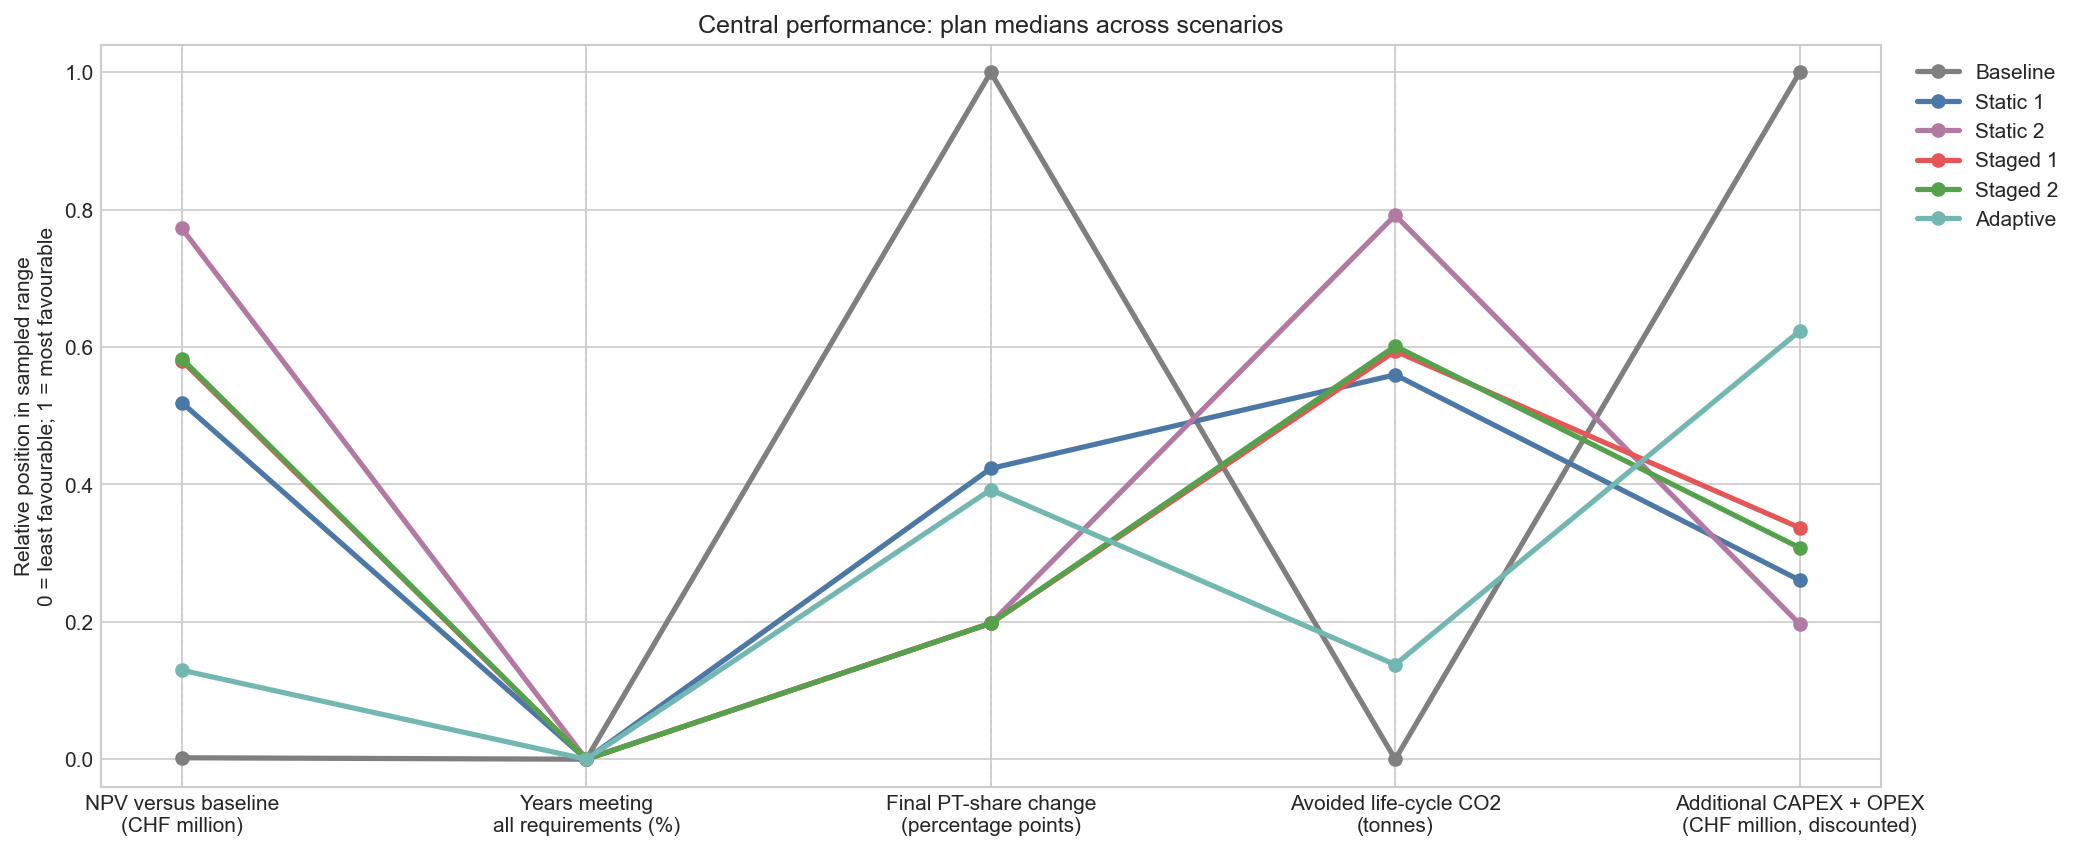 Central performance: plan medians across scenarios
Relative position in sampled range
0 = least favourable; 1 = most favourable
1.0
0.8
0.6
0.4
0.2
0.0
NPV versus baseline
(CHF million)
Years meeting
all requirements (%)
Final PT-share change
(percentage points)
Avoided life-cycle CO2
(tonnes)
Additional CAPEX + OPEX
(CHF million, discounted)
Baseline
Static 1
Static 2
Staged 1
Staged 2
Adaptive